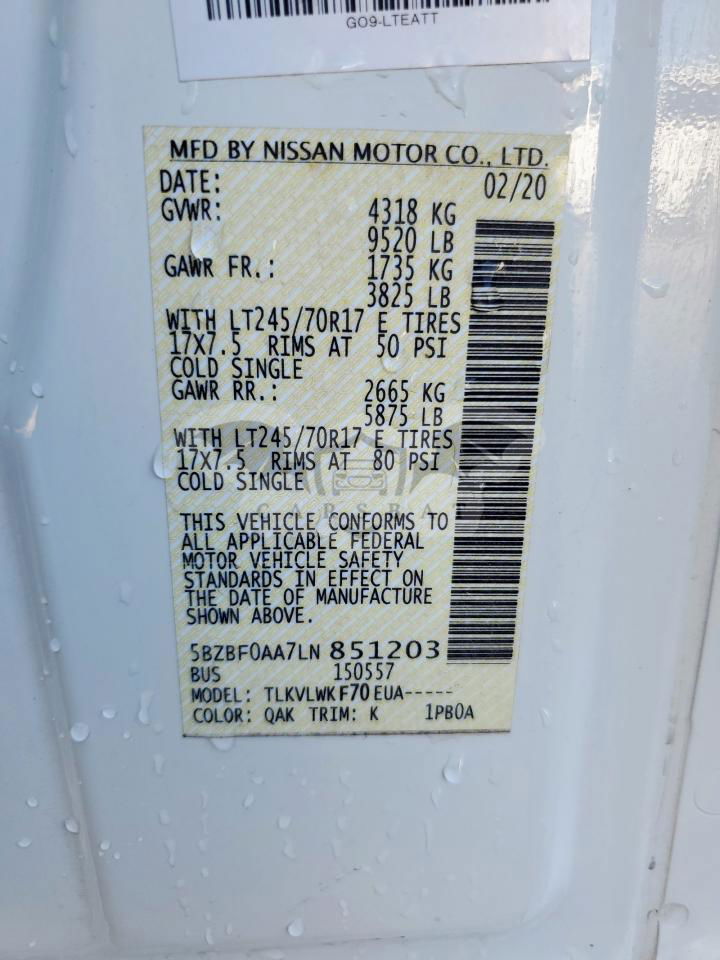 GO9-LTEATT
MFD BY NISSAN MOTOR CO., LTD.
DATE: 02/20
GVWR: 4318 KG
9520 LB
GAWR FR.: 1735 KG
3825 LB
WITH LT245/70R17 E TIRES
17X7.5 RIMS AT 50 PSI
COLD SINGLE
GAWR RR.: 2665 KG
5875 LB
WITH LT245/70R17 E TIRES
17X7.5 RIMS AT 80 PSI
COLD SINGLE
CARSBAT
THIS VEHICLE CONFORMS TO
ALL APPLICABLE FEDERAL
MOTOR VEHICLE SAFETY
STANDARDS IN EFFECT ON
THE DATE OF MANUFACTURE
SHOWN ABOVE.
5BZBF0AA7LN 851203
BUS 150557
MODEL: TLKVLWKF70EUA-----
COLOR: QAK TRIM: K 1PB0A